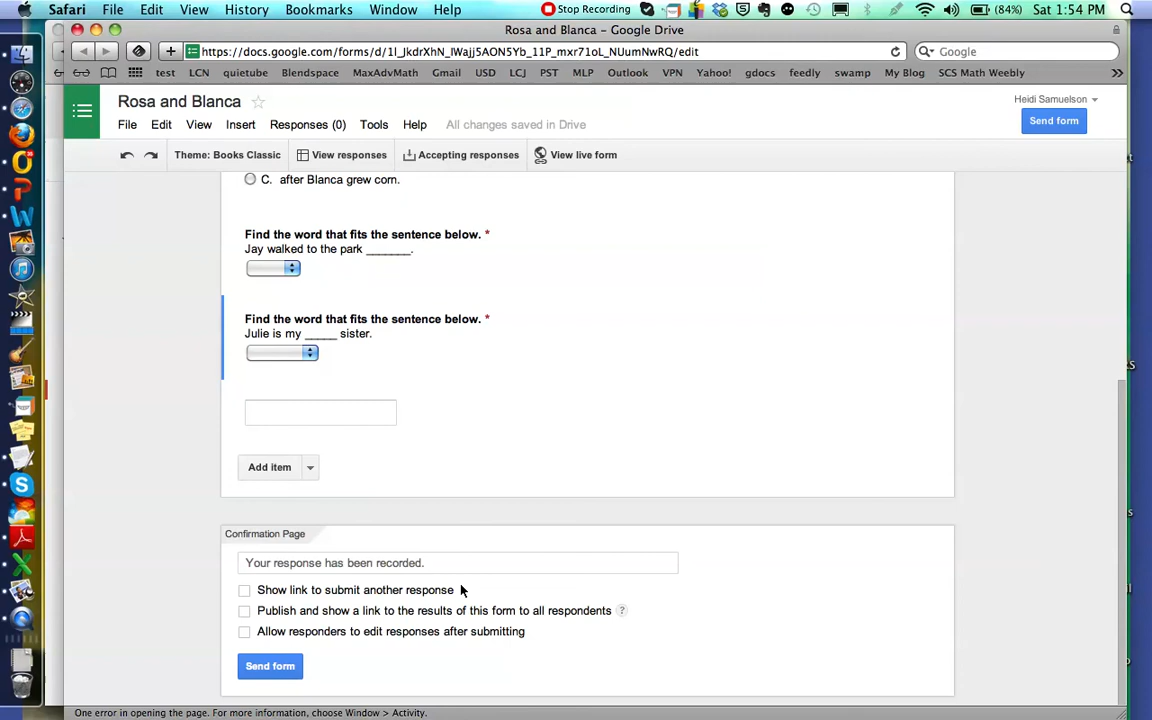 Safari File Edit View History Bookmarks Window Help Stop Recording (84%) Sat 1:54 PM
Rosa and Blanca – Google Drive
https://docs.google.com/forms/d/1l_JkdrXhN_lWajj5AON5Yb_11P_mxr71oL_NUumNwRQ/edit Google
test LCN quietube Blendspace MaxAdvMath Gmail USD LCJ PST MLP Outlook VPN Yahoo! gdocs feedly swamp My Blog SCS Math Weekly
Rosa and Blanca
Heidi Samuelson
File Edit View Insert Responses (0) Tools Help All changes saved in Drive
Send form
Theme: Books Classic View responses Accepting responses View live form
C. after Blanca grew corn.
Find the word that fits the sentence below. *
Jay walked to the park _______.
Find the word that fits the sentence below. *
Julie is my _____ sister.
Add item
Confirmation Page
Your response has been recorded.
Show link to submit another response
Publish and show a link to the results of this form to all respondents ?
Allow responders to edit responses after submitting
Send form
One error in opening the page. For more information, choose Window > Activity.